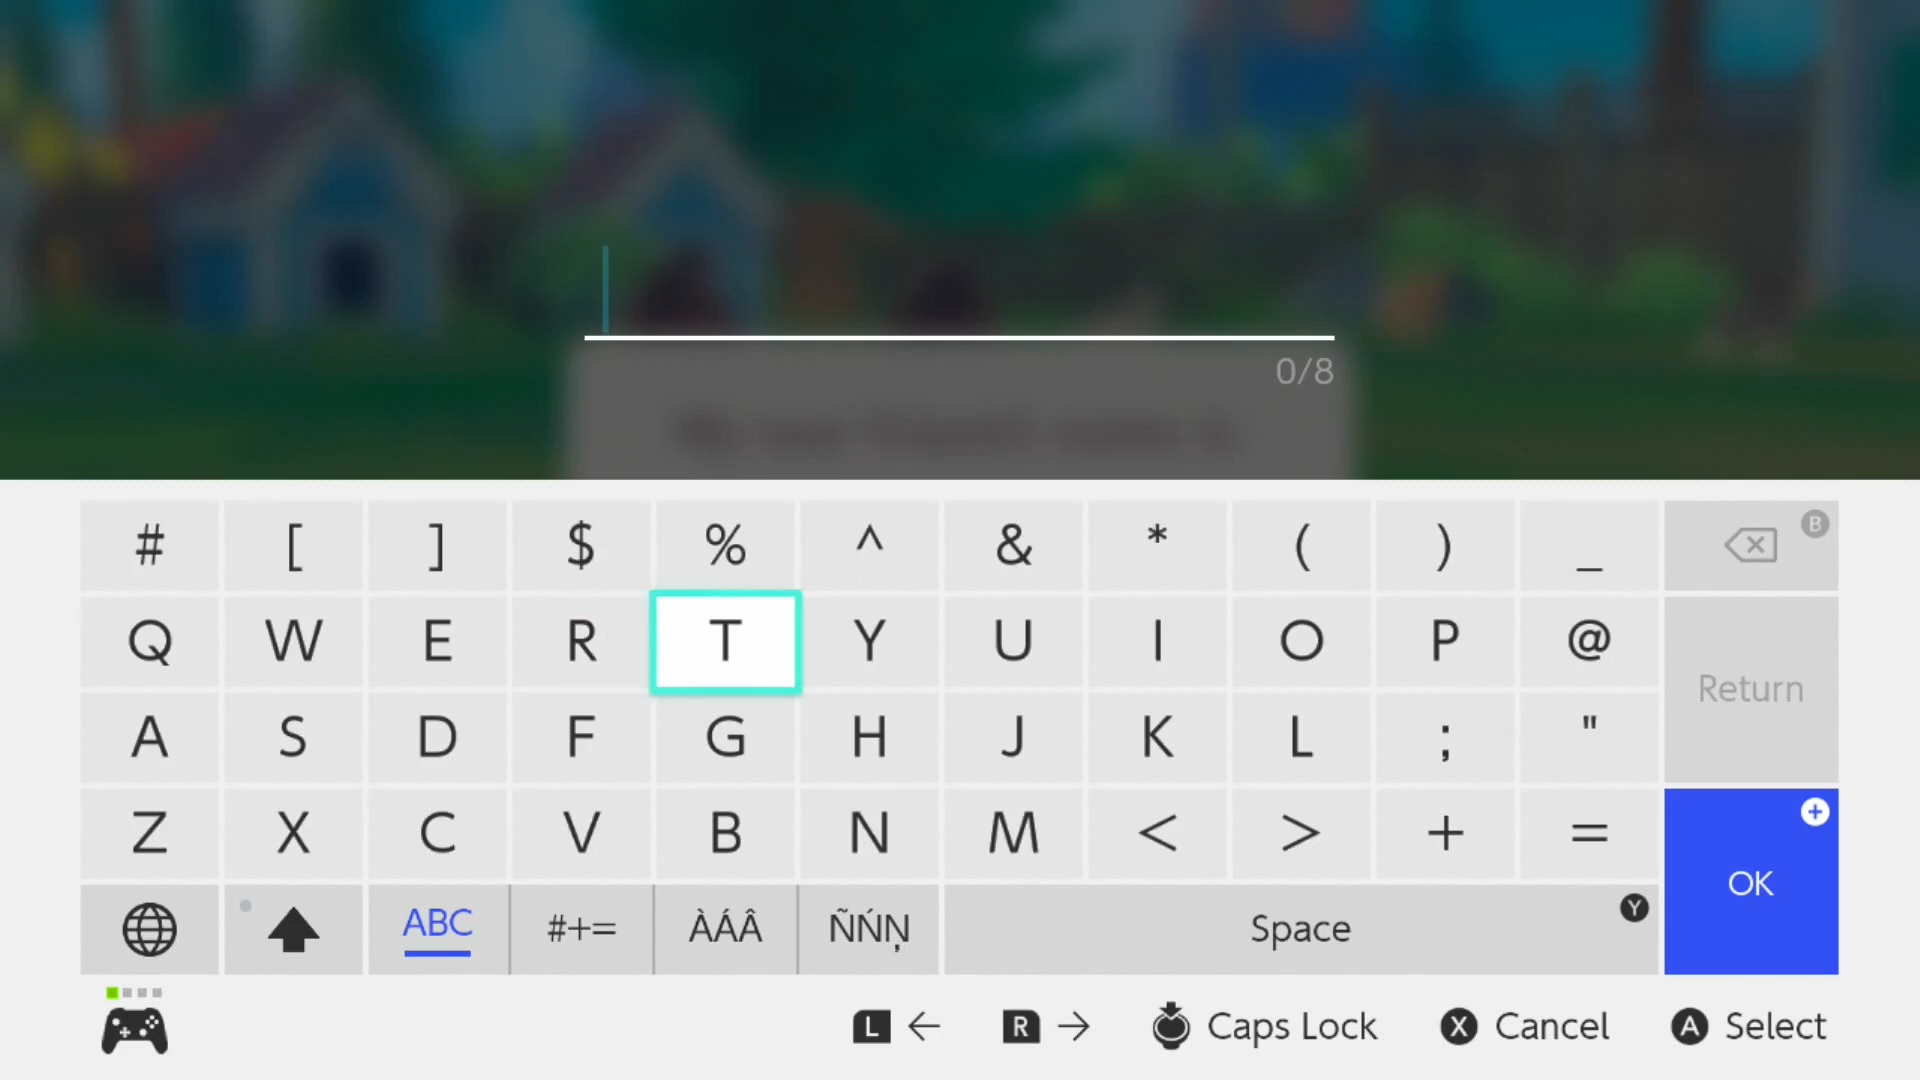 0/8
# [ ] $ % ^ & * ( ) _ B
Q W E R T Y U I O P @ Return
A S D F G H J K L ; "
Z X C V B N M < > + = OK
ABC #+= ÀÁÂ ÑŃŅ Space Y
L ← R → Caps Lock X Cancel A Select